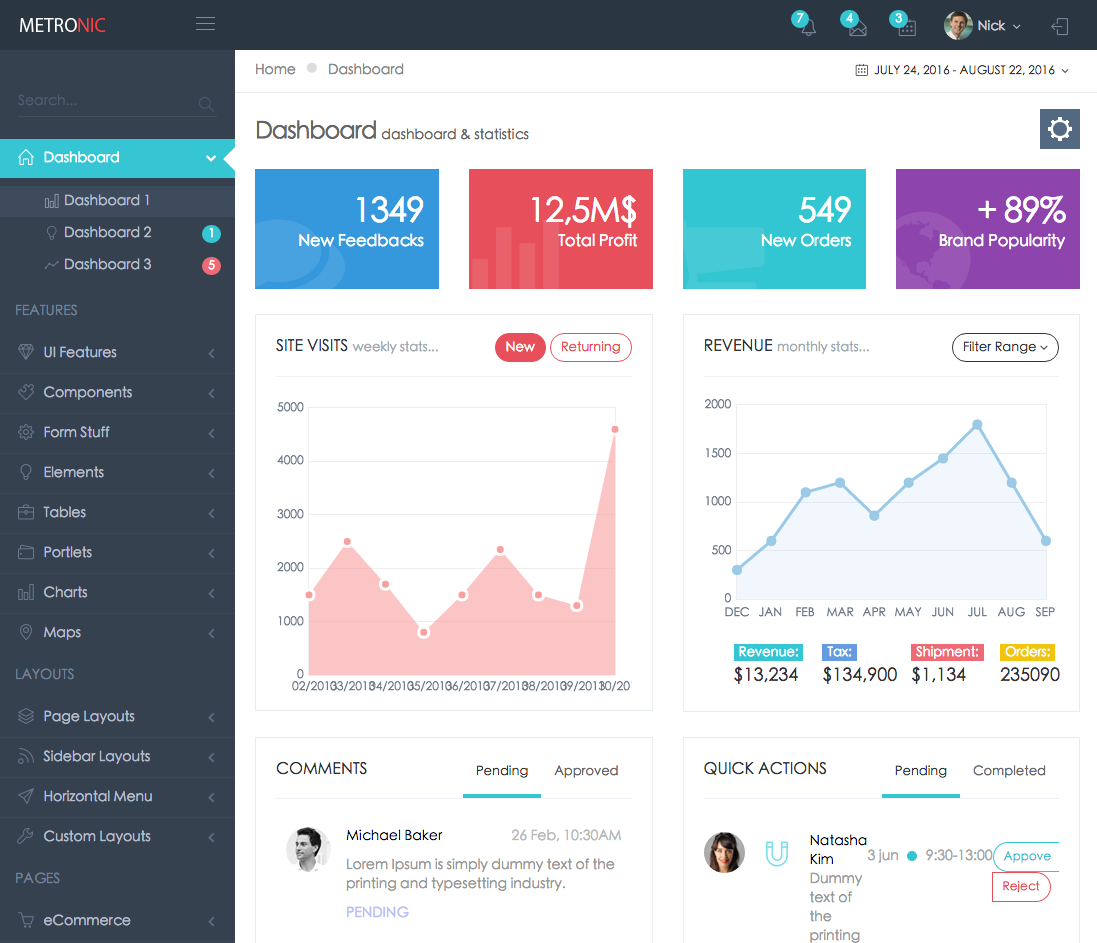 METRONIC
7
4
3
Nick
Search...
Home Dashboard
JULY 24, 2016 - AUGUST 22, 2016
Dashboard dashboard & statistics
Dashboard
Dashboard 1
Dashboard 2 1
Dashboard 3 5
FEATURES
UI Features
Components
Form Stuff
Elements
Tables
Portlets
Charts
Maps
LAYOUTS
Page Layouts
Sidebar Layouts
Horizontal Menu
Custom Layouts
PAGES
eCommerce
1349
New Feedbacks
12,5M$
Total Profit
549
New Orders
+ 89%
Brand Popularity
SITE VISITS weekly stats...
New Returning
5000
4000
3000
2000
1000
0
02/2013 03/2013 04/2013 05/2013 06/2013 07/2013 08/2013 09/2013 10/20
REVENUE monthly stats...
Filter Range
2000
1500
1000
500
0
DEC JAN FEB MAR APR MAY JUN JUL AUG SEP
Revenue: Tax: Shipment: Orders:
$13,234 $134,900 $1,134 235090
COMMENTS
Pending Approved
Michael Baker 26 Feb, 10:30AM
Lorem Ipsum is simply dummy text of the
printing and typesetting industry.
PENDING
QUICK ACTIONS
Pending Completed
Natasha
Kim
Dummy
text of
the
printing
3 jun 9:30-13:00
Appove
Reject